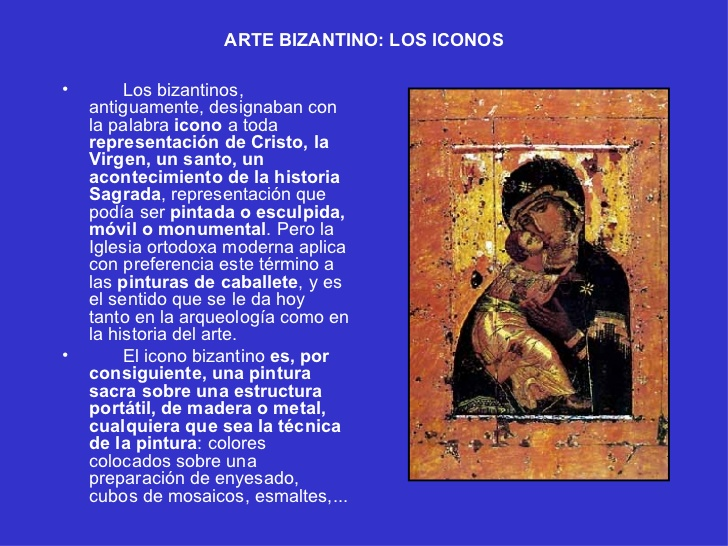 ARTE BIZANTINO: LOS ICONOS
• Los bizantinos,
antiguamente, designaban con
la palabra icono a toda
representación de Cristo, la
Virgen, un santo, un
acontecimiento de la historia
Sagrada, representación que
podía ser pintada o esculpida,
móvil o monumental. Pero la
Iglesia ortodoxa moderna aplica
con preferencia este término a
las pinturas de caballete, y es
el sentido que se le da hoy
tanto en la arqueología como en
la historia del arte.
• El icono bizantino es, por
consiguiente, una pintura
sacra sobre una estructura
portátil, de madera o metal,
cualquiera que sea la técnica
de la pintura: colores
colocados sobre una
preparación de enyesado,
cubos de mosaicos, esmaltes,...